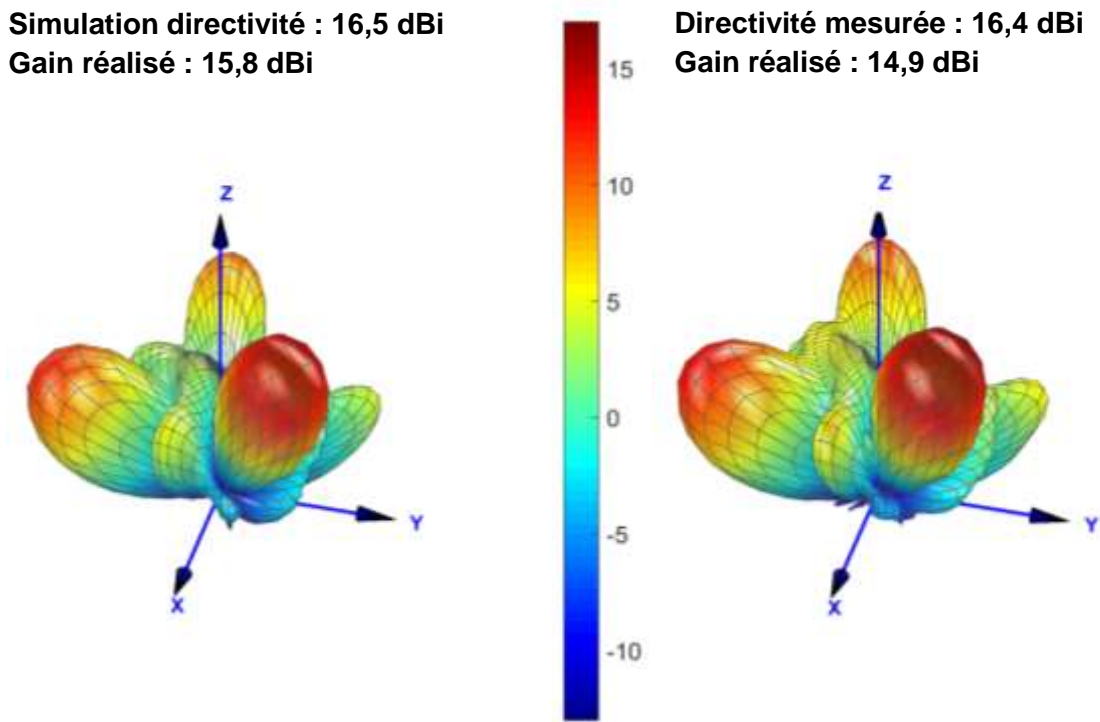 Simulation directivité : 16,5 dBi
Gain réalisé : 15,8 dBi
Directivité mesurée : 16,4 dBi
Gain réalisé : 14,9 dBi
15
10
5
0
-5
-10
Z
Y
X
Z
Y
X